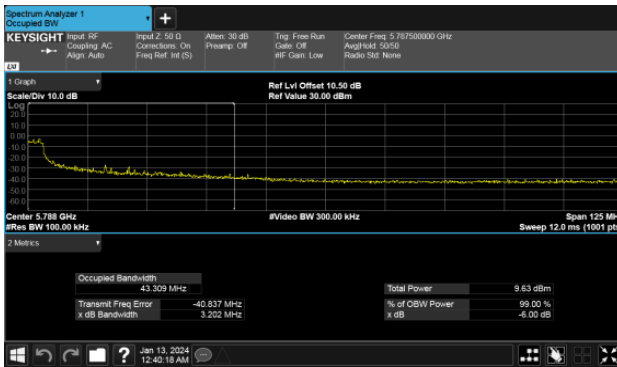 Spectrum Analyzer 1
Occupied BW
KEYSIGHT
Input: RF
Coupling: AC
Align: Auto
Input Z: 50 Ω
Corrections: On
Freq Ref: Int (S)
Atten: 30 dB
Preamp: Off
Trig: Free Run
Gate: Off
#IF Gain: Low
Center Freq: 5.787500000 GHz
Avg|Hold: 50/50
Radio Std: None
LXI
1 Graph
Scale/Div 10.0 dB
Ref Lvl Offset 10.50 dB
Ref Value 30.00 dBm
Log
20.0
10.0
0.00
-10.0
-20.0
-30.0
-40.0
-50.0
-60.0
Center 5.788 GHz
#Res BW 100.00 kHz
#Video BW 300.00 kHz
Span 125 MH
Sweep 12.0 ms (1001 pts
2 Metrics
Occupied Bandwidth
43.309 MHz
Transmit Freq Error -40.837 MHz
x dB Bandwidth 3.202 MHz
Total Power 9.63 dBm
% of OBW Power 99.00 %
x dB -6.00 dB
?
Jan 13, 2024
12:40:18 AM